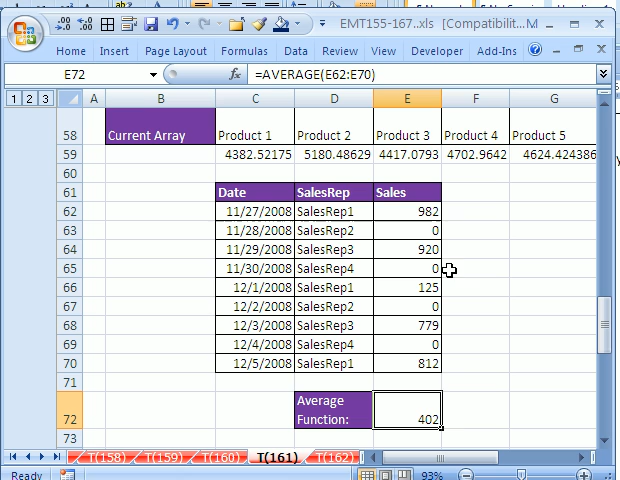 EMT155-167..xls [Compatibilit...M
Home Insert Page Layout Formulas Data Review Developer Add-Ins
E72 fx =AVERAGE(E62:E70)
1 2 3 A B C D E F G
58 Current Array Product 1 Product 2 Product 3 Product 4 Product 5
59 4382.52175 5180.48629 4417.0793 4702.9642 4624.424386
60
61 Date SalesRep Sales
62 11/27/2008 SalesRep1 982
63 11/28/2008 SalesRep2 0
64 11/29/2008 SalesRep3 920
65 11/30/2008 SalesRep4 0
66 12/1/2008 SalesRep1 125
67 12/2/2008 SalesRep2 0
68 12/3/2008 SalesRep3 779
69 12/4/2008 SalesRep4 0
70 12/5/2008 SalesRep1 812
71
Average
72 Function: 402
73
T(158) T(159) T(160) T(161) T(162)
Ready 93%